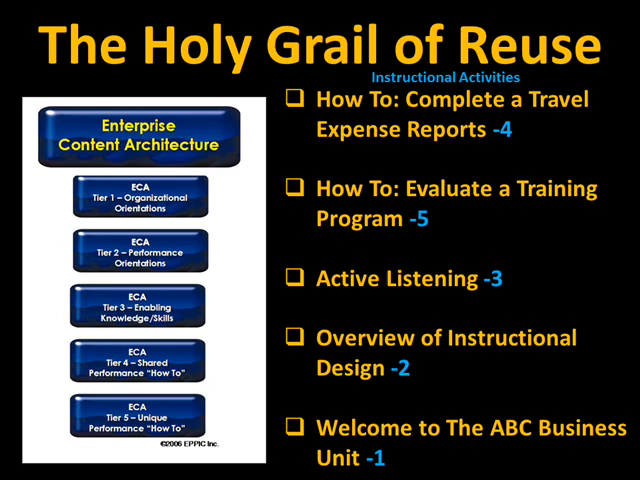 The Holy Grail of Reuse
Instructional Activities
Enterprise
Content Architecture
ECA
Tier 1 – Organizational
Orientations
ECA
Tier 2 – Performance
Orientations
ECA
Tier 3 – Enabling
Knowledge/Skills
ECA
Tier 4 – Shared
Performance "How To"
ECA
Tier 5 – Unique
Performance "How To"
©2006 EPPIC Inc.
How To: Complete a Travel
Expense Reports -4
How To: Evaluate a Training
Program -5
Active Listening -3
Overview of Instructional
Design -2
Welcome to The ABC Business
Unit -1